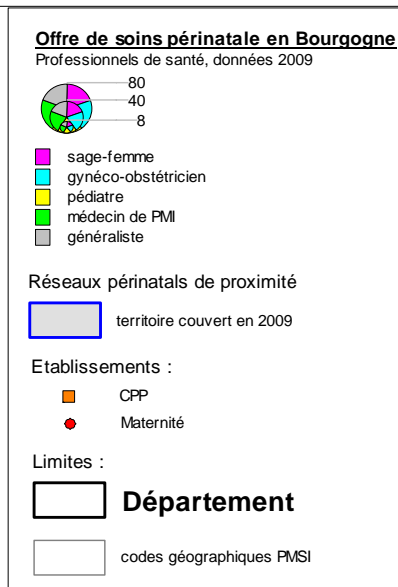 Offre de soins périnatale en Bourgogne
Professionnels de santé, données 2009
80
40
8
sage-femme
gynéco-obstétricien
pédiatre
médecin de PMI
généraliste
Réseaux périnatals de proximité
territoire couvert en 2009
Etablissements :
CPP
Maternité
Limites :
Département
codes géographiques PMSI